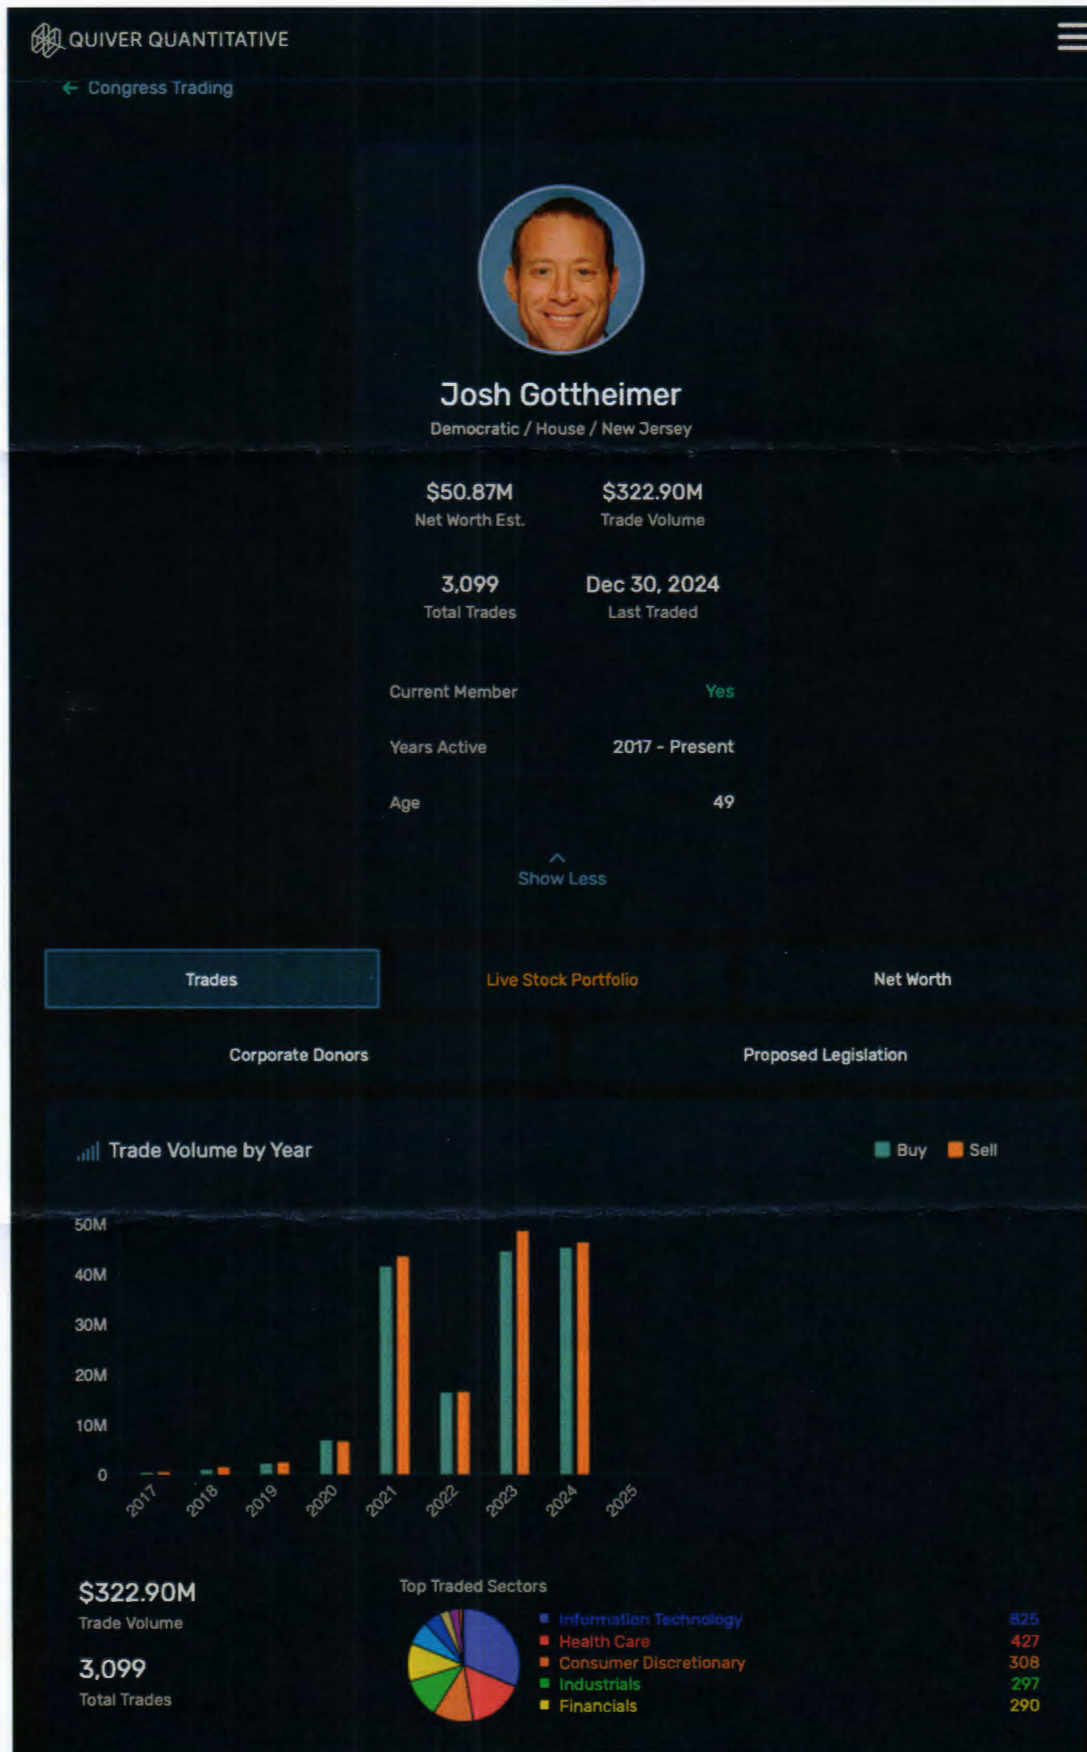 QUIVER QUANTITATIVE
← Congress Trading
Josh Gottheimer
Democratic / House / New Jersey
$50.87M $322.90M
Net Worth Est. Trade Volume
3,099 Dec 30, 2024
Total Trades Last Traded
Current Member Yes
Years Active 2017 - Present
Age 49
Show Less
Trades Live Stock Portfolio Net Worth
Corporate Donors Proposed Legislation
Trade Volume by Year Buy Sell
50M
40M
30M
20M
10M
0
2017 2018 2019 2020 2021 2022 2023 2024 2025
$322.90M
Trade Volume
3,099
Total Trades
Top Traded Sectors
Information Technology 825
Health Care 427
Consumer Discretionary 308
Industrials 297
Financials 290